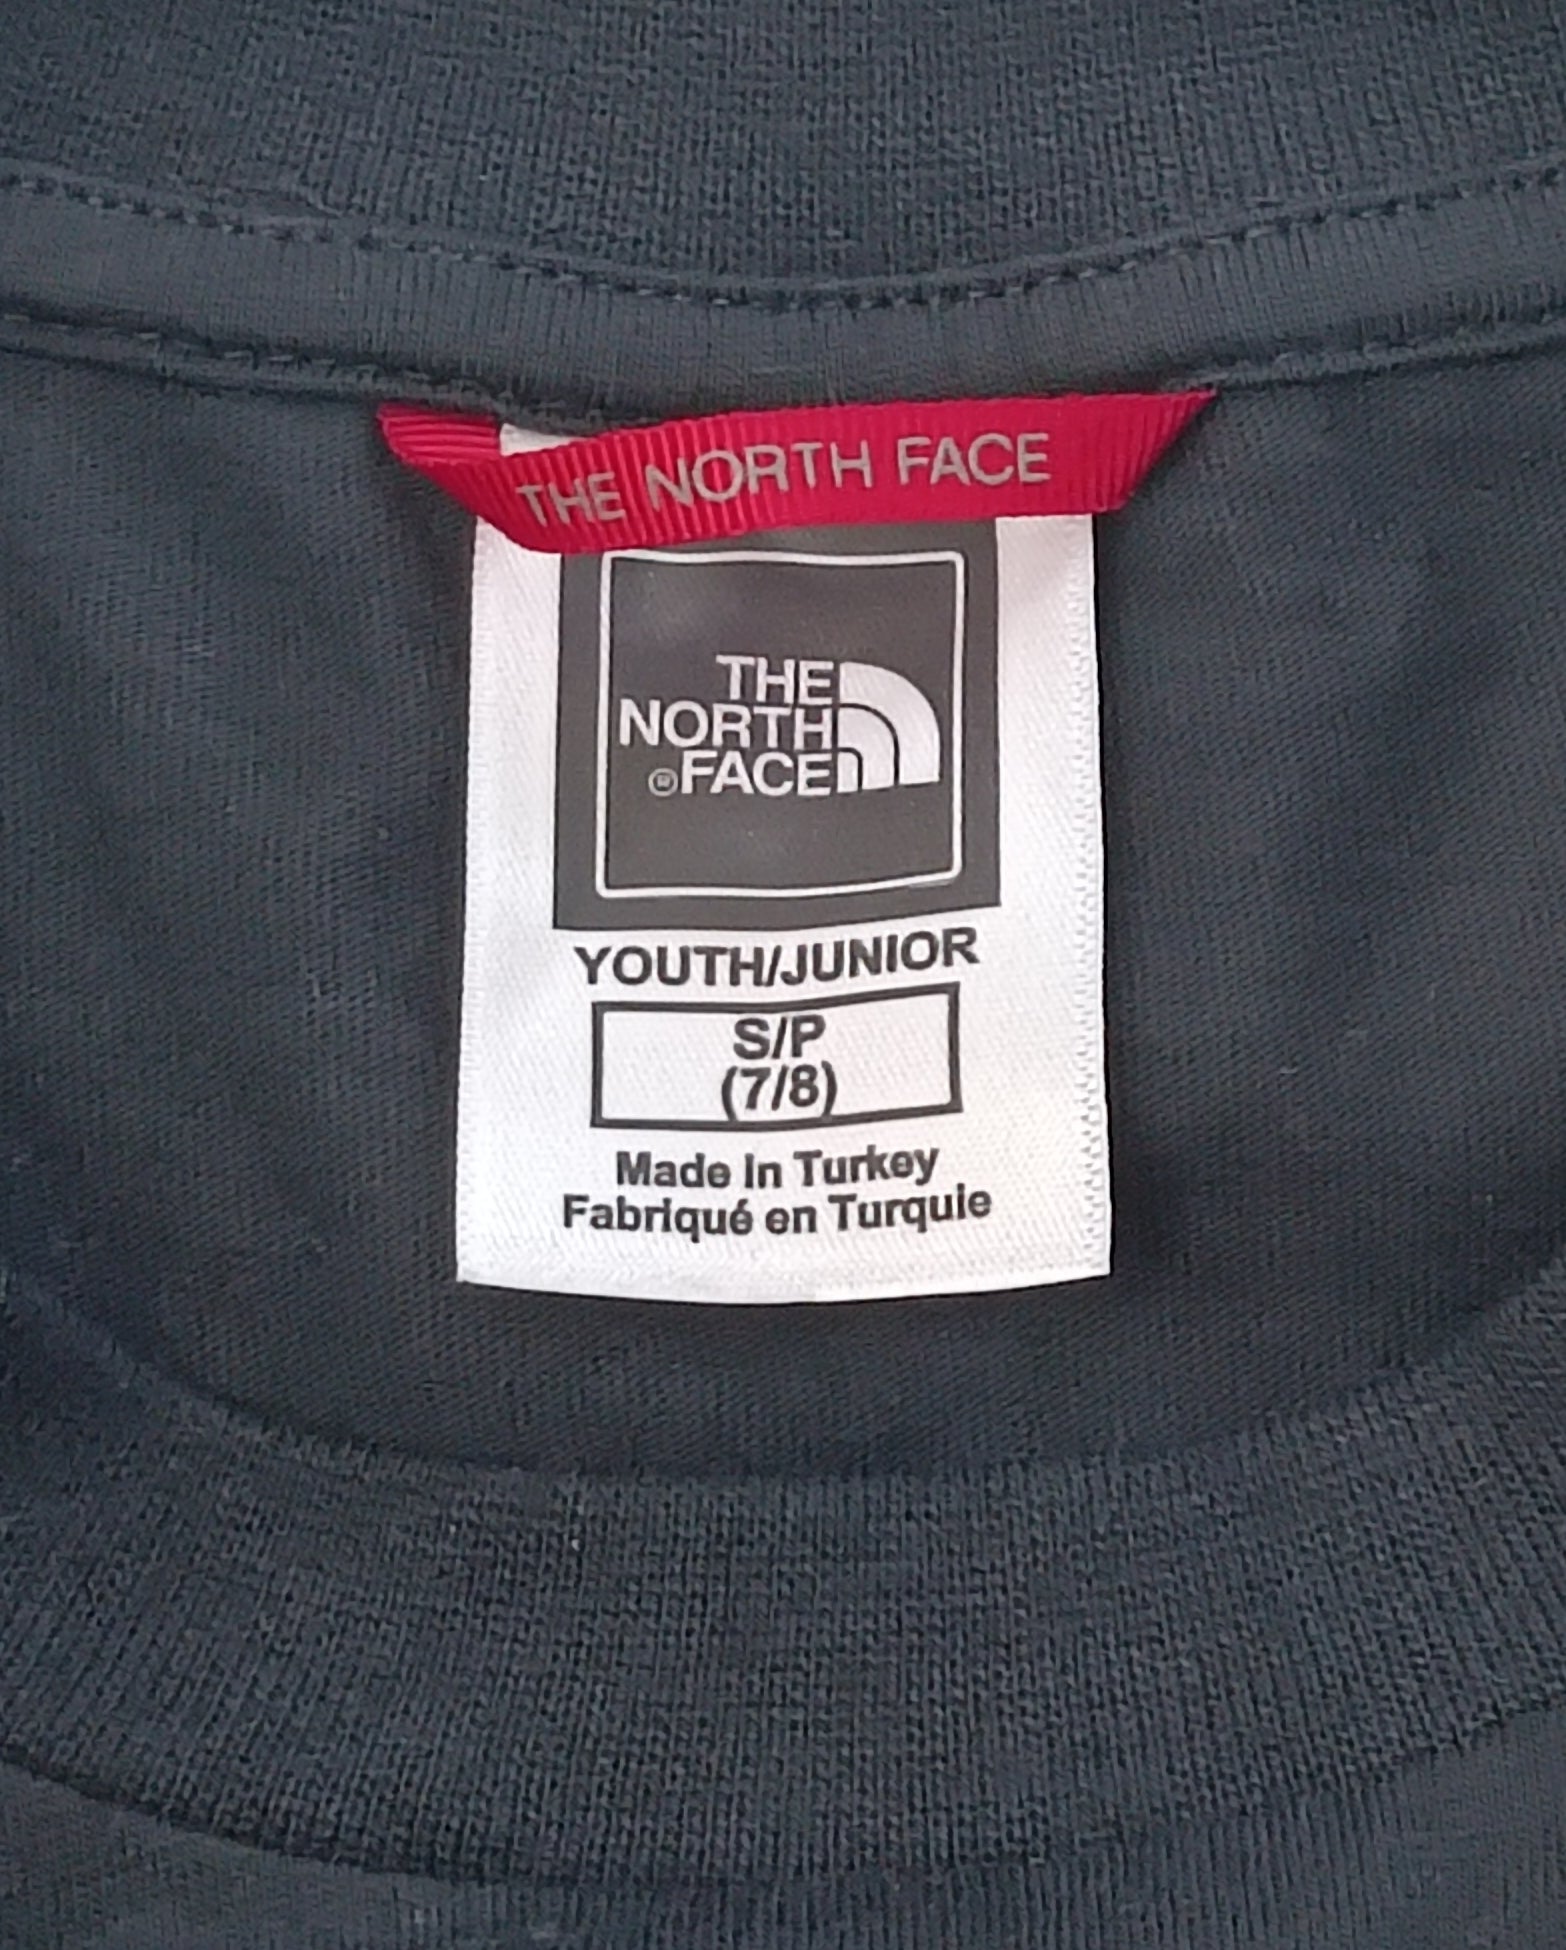 THE NORTH FACE
THE
NORTH
®FACE
YOUTH/JUNIOR
S/P
(7/8)
Made In Turkey
Fabriqué en Turquie